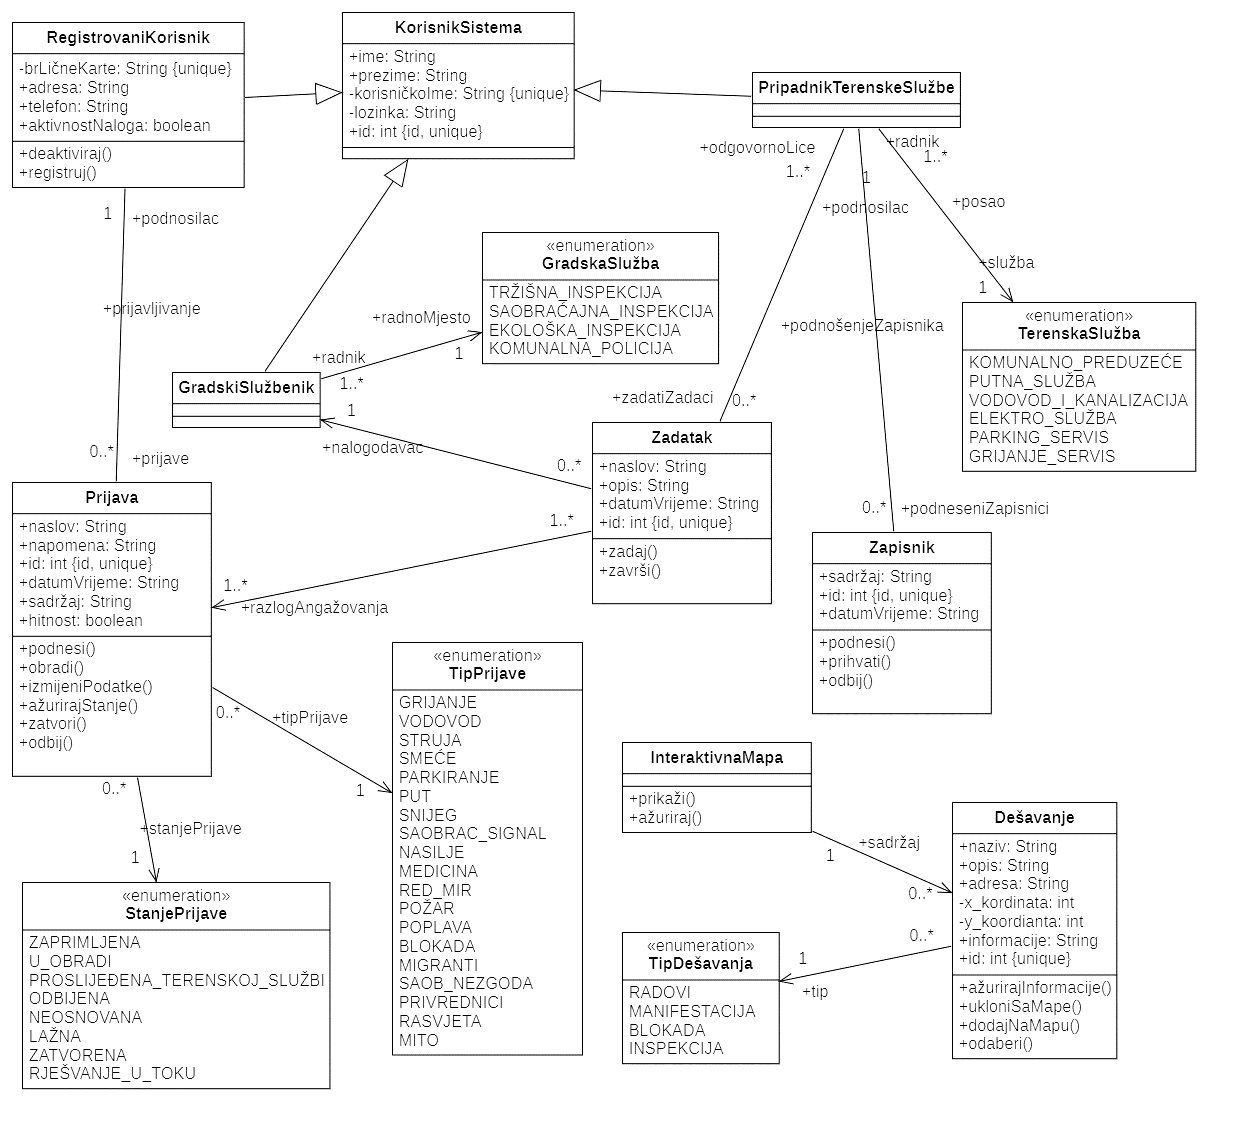 RegistrovaniKorisnik
-brLičneKarte: String {unique}
+adresa: String
+telefon: String
+aktivnostNaloga: boolean
+deaktiviraj()
+registruj()
KorisnikSistema
+ime: String
+prezime: String
-korisničkoIme: String {unique}
-lozinka: String
+id: int {id, unique}
PripadnikTerenskeSlužbe
+odgovornoLice
1..*
+radnik
1..*
1
+podnosilac
+posao
+služba
1
1
+podnosilac
+prijavljivanje
0..*
+prijave
«enumeration»
GradskaSlužba
TRŽIŠNA_INSPEKCIJA
SAOBRAĆAJNA_INSPEKCIJA
EKOLOŠKA_INSPEKCIJA
KOMUNALNA_POLICIJA
+radnoMjesto
1
+radnik
1..*
GradskiSlužbenik
1
+nalogodavac
0..*
+podnošenjeZapisnika
«enumeration»
TerenskaSlužba
KOMUNALNO_PREDUZEĆE
PUTNA_SLUŽBA
VODOVOD_I_KANALIZACIJA
ELEKTRO_SLUŽBA
PARKING_SERVIS
GRIJANJE_SERVIS
+zadatiZadaci
0..*
Zadatak
+naslov: String
+opis: String
+datumVrijeme: String
+id: int {id, unique}
+zadaj()
+završi()
1..*
1..*
+razlogAngažovanja
0..*
+podneseniZapisnici
Zapisnik
+sadržaj: String
+id: int {id, unique}
+datumVrijeme: String
+podnesi()
+prihvati()
+odbij()
Prijava
+naslov: String
+napomena: String
+id: int {id, unique}
+datumVrijeme: String
+sadržaj: String
+hitnost: boolean
+podnesi()
+obradi()
+izmijeniPodatke()
+ažurirajStanje()
+zatvori()
+odbij()
0..*
+tipPrijave
1
0..*
+stanjePrijave
1
«enumeration»
TipPrijave
GRIJANJE
VODOVOD
STRUJA
SMEĆE
PARKIRANJE
PUT
SNIJEG
SAOBRAC_SIGNAL
NASILJE
MEDICINA
RED_MIR
POŽAR
POPLAVA
BLOKADA
MIGRANTI
SAOB_NEZGODA
PRIVREDNICI
RASVJETA
MITO
«enumeration»
StanjePrijave
ZAPRIMLJENA
U_OBRADI
PROSLIJEĐENA_TERENSKOJ_SLUŽBI
ODBIJENA
NEOSNOVANA
LAŽNA
ZATVORENA
RJEŠVANJE_U_TOKU
InteraktivnaMapa
+prikaži()
+ažuriraj()
+sadržaj
1
0..*
Dešavanje
+naziv: String
+opis: String
+adresa: String
-x_kordinata: int
-y_koordianta: int
+informacije: String
+id: int {unique}
+ažurirajInformacije()
+ukloniSaMape()
+dodajNaMapu()
+odaberi()
0..*
1
+tip
«enumeration»
TipDešavanja
RADOVI
MANIFESTACIJA
BLOKADA
INSPEKCIJA